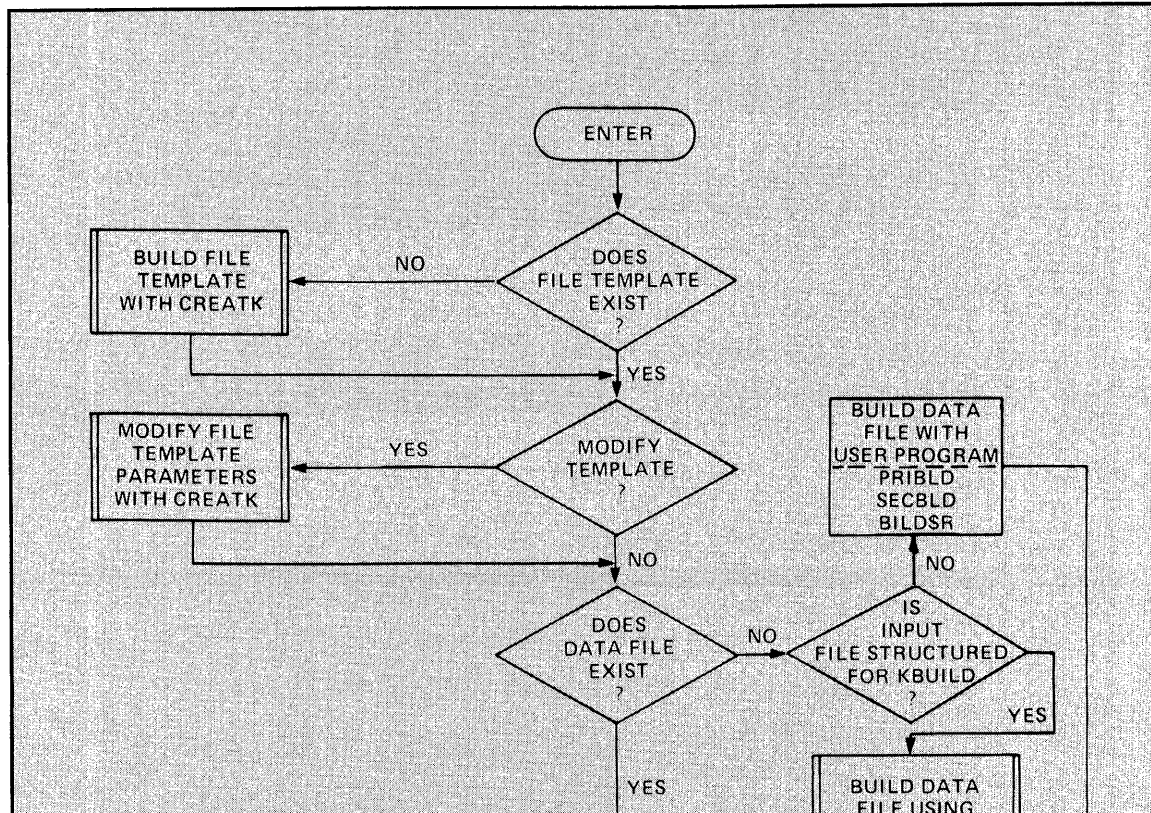 ENTER
DOES
FILE TEMPLATE
EXIST
?
NO
BUILD FILE
TEMPLATE
WITH CREATK
YES
MODIFY
TEMPLATE
?
YES
MODIFY FILE
TEMPLATE
PARAMETERS
WITH CREATK
NO
DOES
DATA FILE
EXIST
?
NO
IS
INPUT
FILE STRUCTURED
FOR KBUILD
?
NO
BUILD DATA
FILE WITH
USER PROGRAM
PRIBLD
SECBLD
BILDSR
YES
YES
BUILD DATA
FILE USING